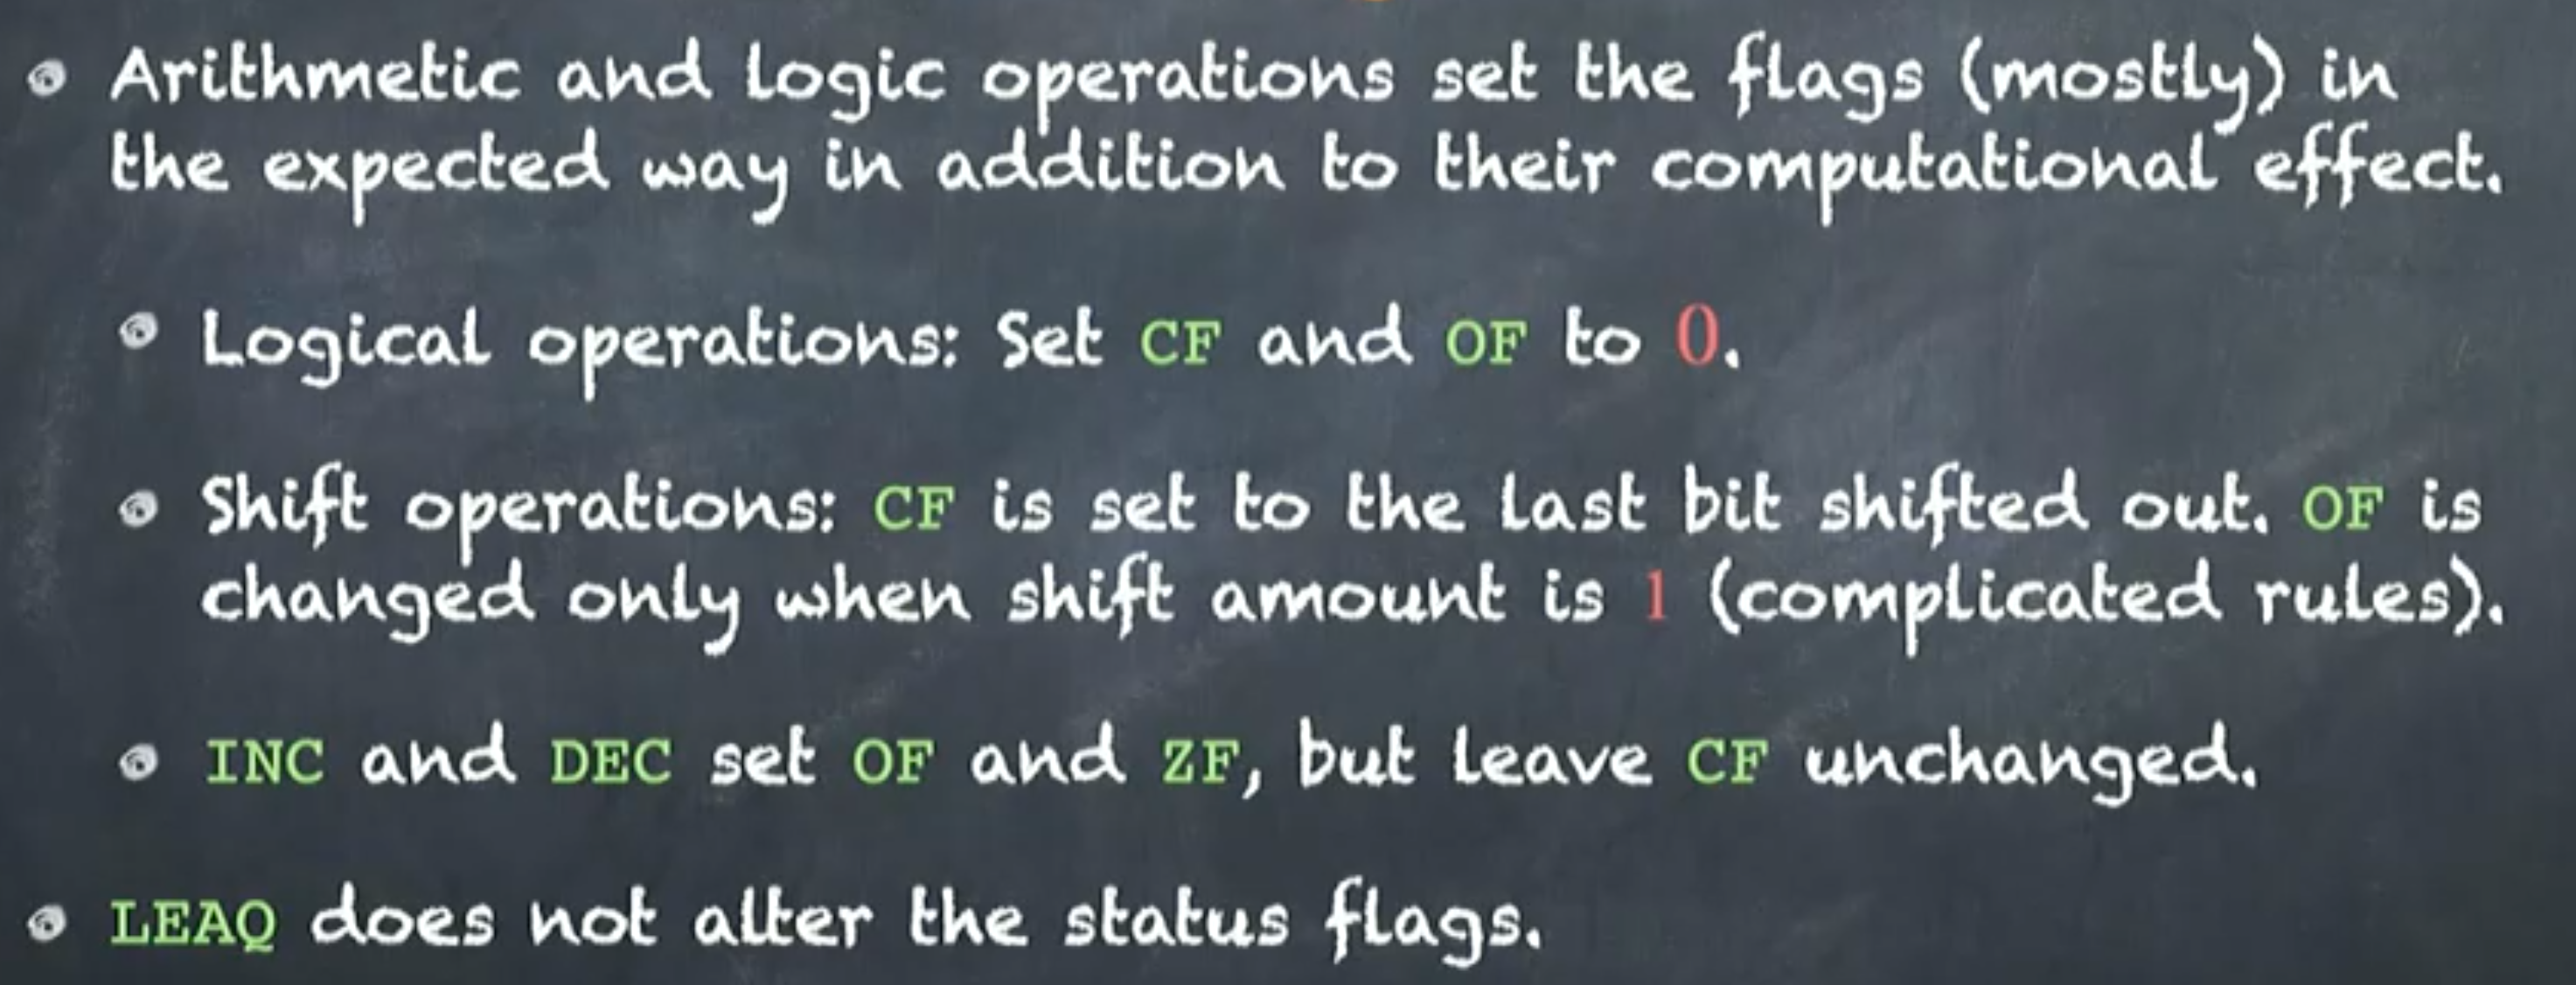 Arithmetic and logic operations set the flags (mostly) in
the expected way in addition to their computational effect.
Logical operations: Set CF and OF to 0.
Shift operations: CF is set to the last bit shifted out. OF is
changed only when shift amount is 1 (complicated rules).
INC and DEC set OF and ZF, but leave CF unchanged.
LEAQ does not alter the status flags.